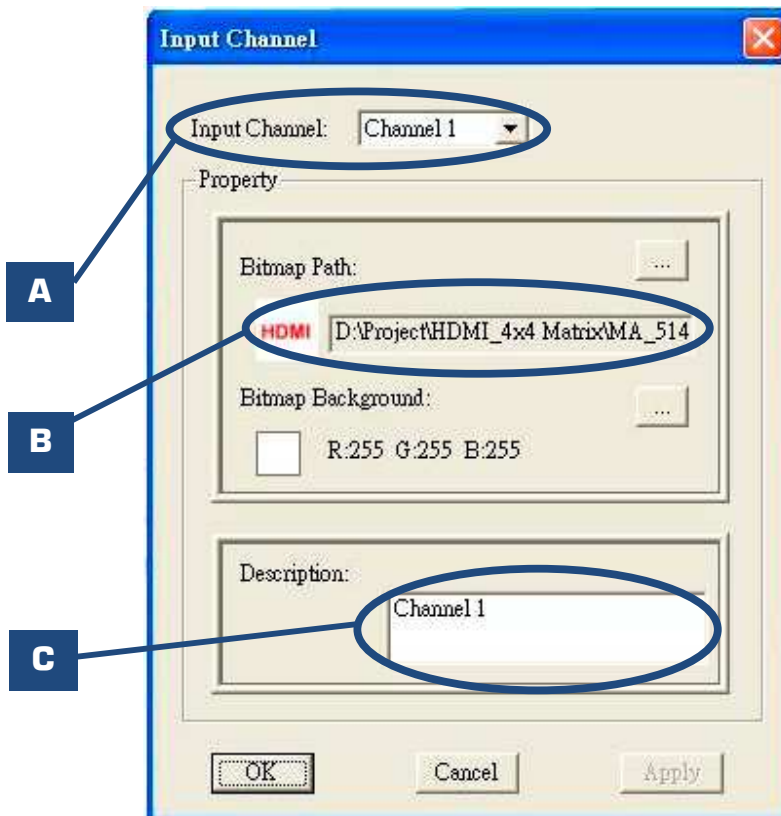 Input Channel
Input Channel: Channel 1
Property
A
Bitmap Path:
...
HDMI D:\Project\HDMI_4x4 Matrix\MA_514
B
Bitmap Background:
...
R:255 G:255 B:255
Description:
Channel 1
C
OK Cancel Apply